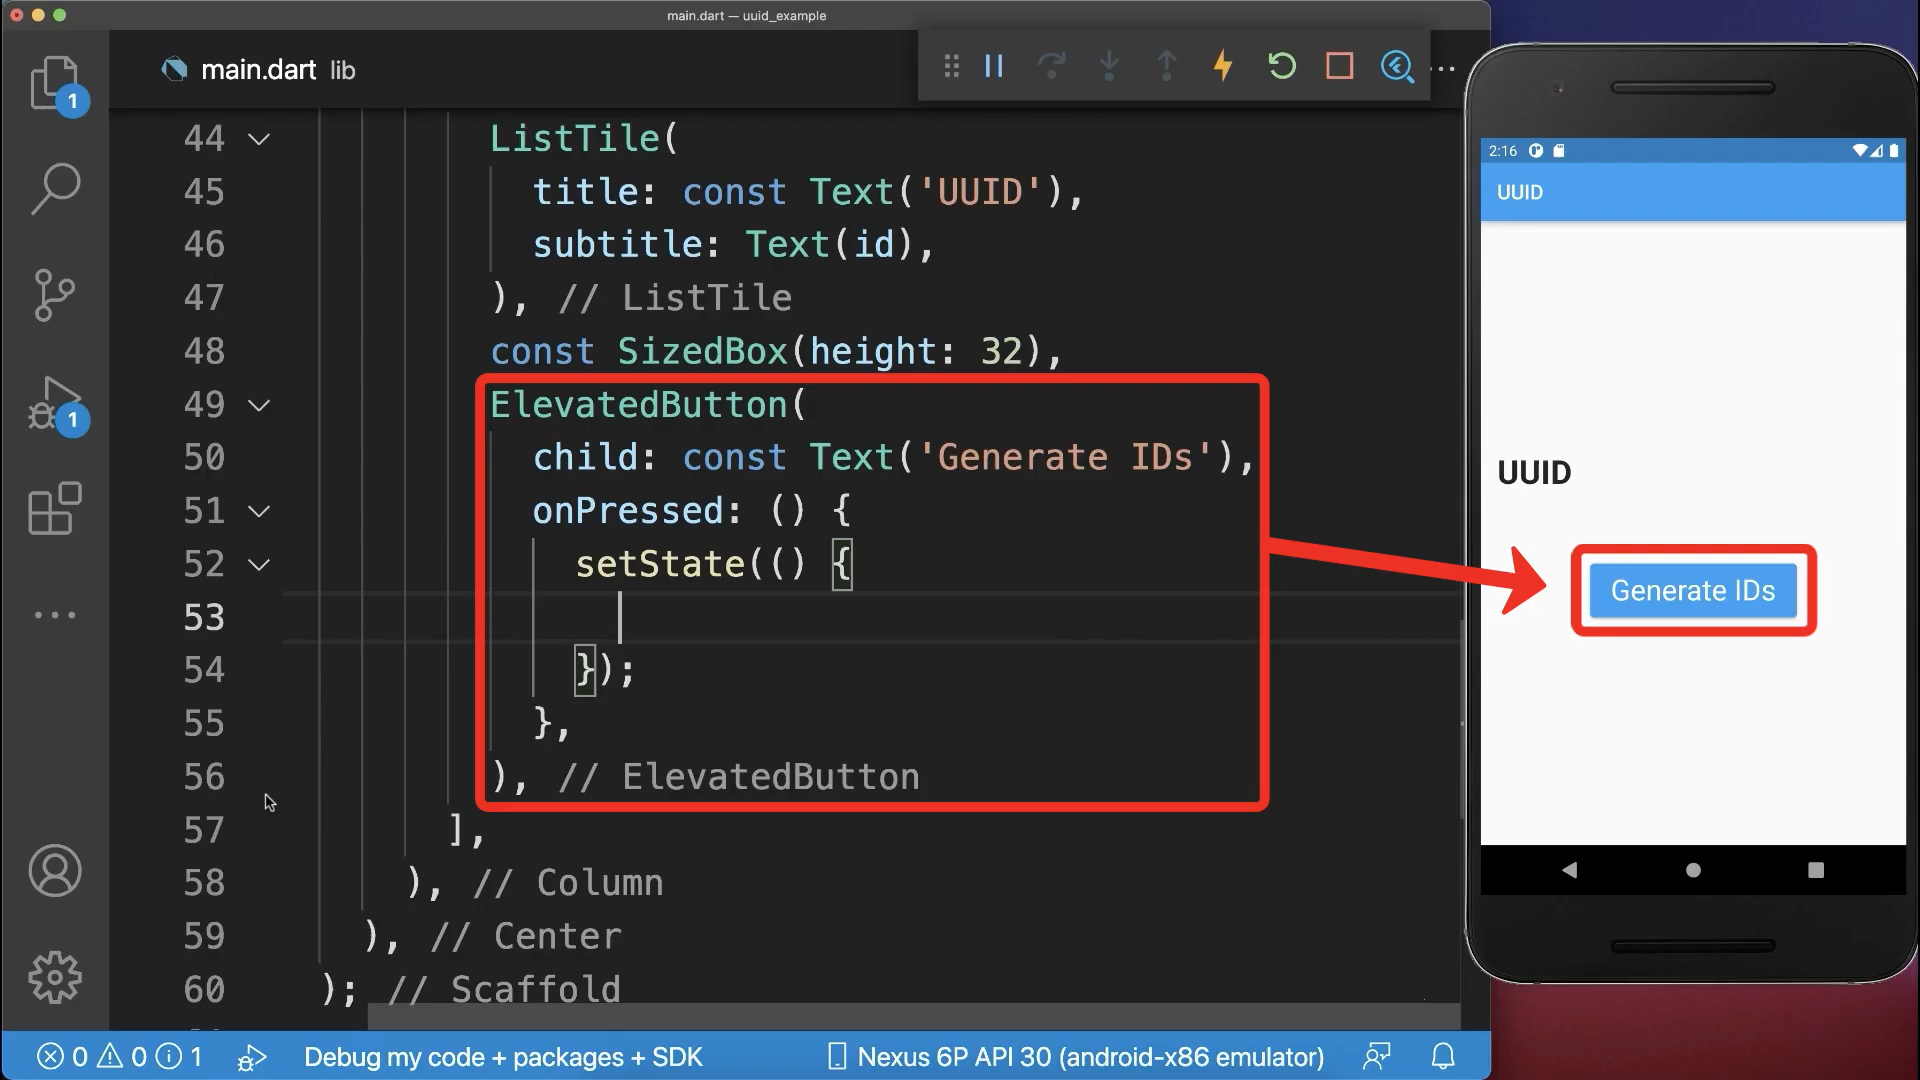 main.dart — uuid_example
main.dart lib
1
1
44 ListTile(
45 title: const Text('UUID'),
46 subtitle: Text(id),
47 ), // ListTile
48 const SizedBox(height: 32),
49 ElevatedButton(
50 child: const Text('Generate IDs'),
51 onPressed: () {
52 setState(() {
53
54 });
55 },
56 ), // ElevatedButton
57 ],
58 ), // Column
59 ), // Center
60 ); // Scaffold
0 0 1 Debug my code + packages + SDK Nexus 6P API 30 (android-x86 emulator)
2:16
UUID
UUID
Generate IDs